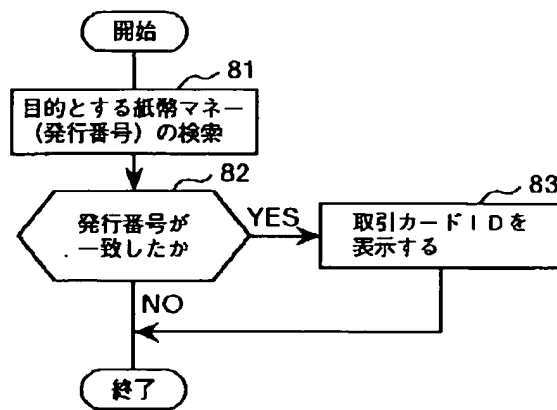 開始
81
目的とする紙幣マネー
(発行番号)の検索
82
発行番号が
一致したか
YES
83
取引カードIDを
表示する
NO
終了